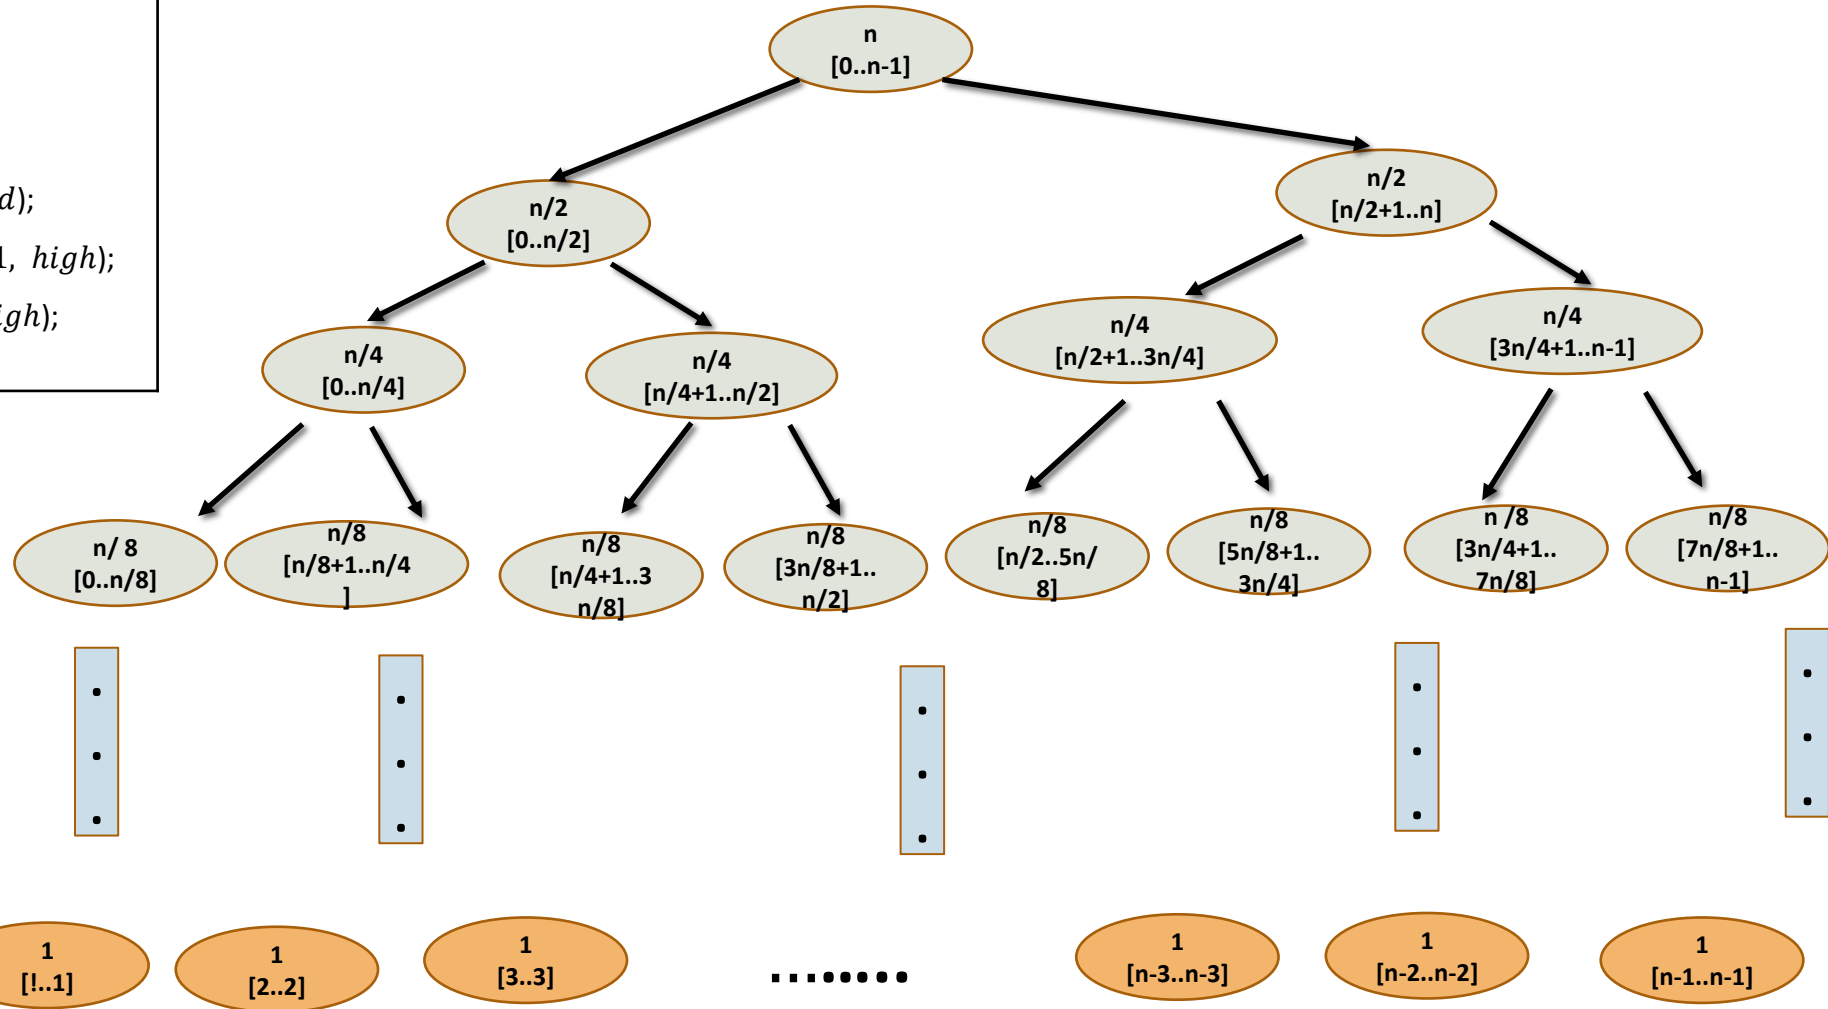 d);
1, high);
igh);
n
[0..n-1]
n/2
[0..n/2]
n/2
[n/2+1..n]
n/4
[0..n/4]
n/4
[n/4+1..n/2]
n/4
[n/2+1..3n/4]
n/4
[3n/4+1..n-1]
n/ 8
[0..n/8]
n/8
[n/8+1..n/4
]
n/8
[n/4+1..3
n/8]
n/8
[3n/8+1..
n/2]
n/8
[n/2..5n/
8]
n/8
[5n/8+1..
3n/4]
n /8
[3n/4+1..
7n/8]
n/8
[7n/8+1..
n-1]
1
[!..1]
1
[2..2]
1
[3..3]
.........
1
[n-3..n-3]
1
[n-2..n-2]
1
[n-1..n-1]